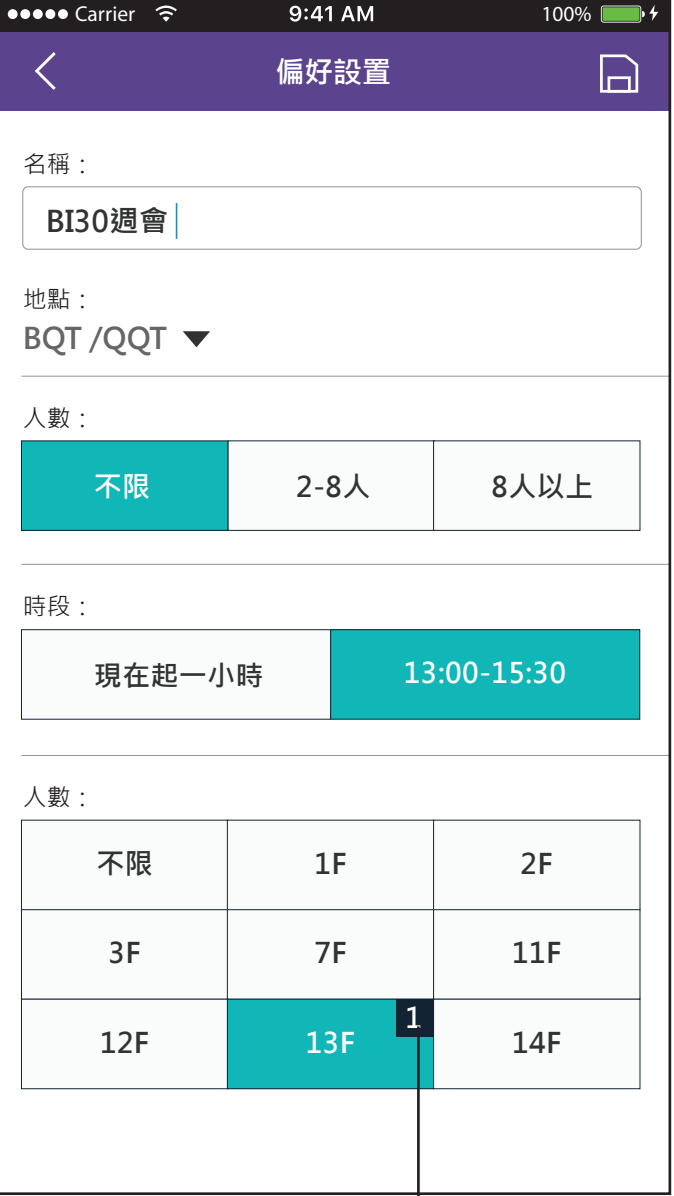 Carrier 9:41 AM 100%
偏好設置
名稱：
BI30週會
地點：
BQT /QQT
人數：
不限 2-8人 8人以上
時段：
現在起一小時 13:00-15:30
人數：
不限 1F 2F
3F 7F 11F
1
12F 13F 14F